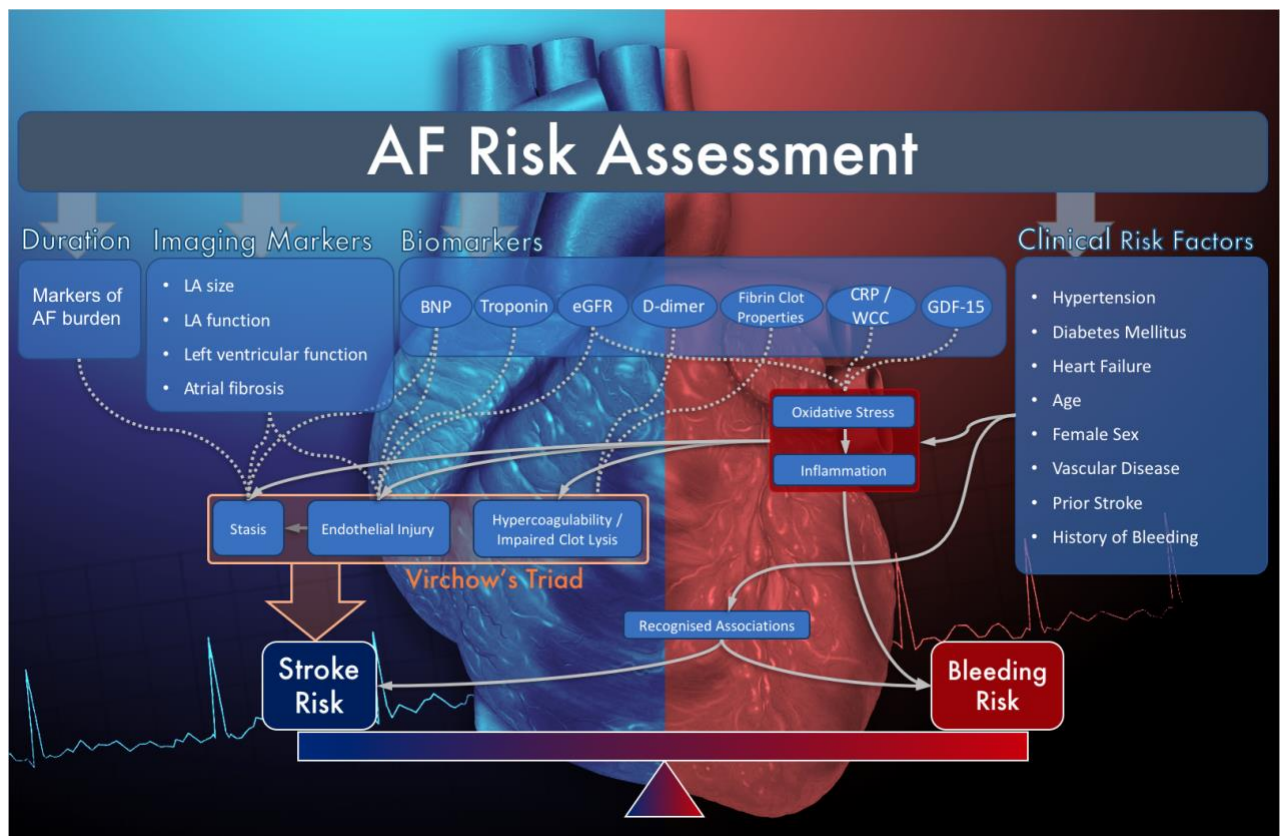 AF Risk Assessment
Duration
Markers of
AF burden
Imaging Markers
• LA size
• LA function
• Left ventricular function
• Atrial fibrosis
Biomarkers
BNP
Troponin
eGFR
D-dimer
Fibrin Clot
Properties
CRP /
WCC
GDF-15
Clinical Risk Factors
• Hypertension
• Diabetes Mellitus
• Heart Failure
• Age
• Female Sex
• Vascular Disease
• Prior Stroke
• History of Bleeding
Oxidative Stress
Inflammation
Stasis
Endothelial Injury
Hypercoagulability /
Impaired Clot Lysis
Virchow's Triad
Recognised Associations
Stroke
Risk
Bleeding
Risk